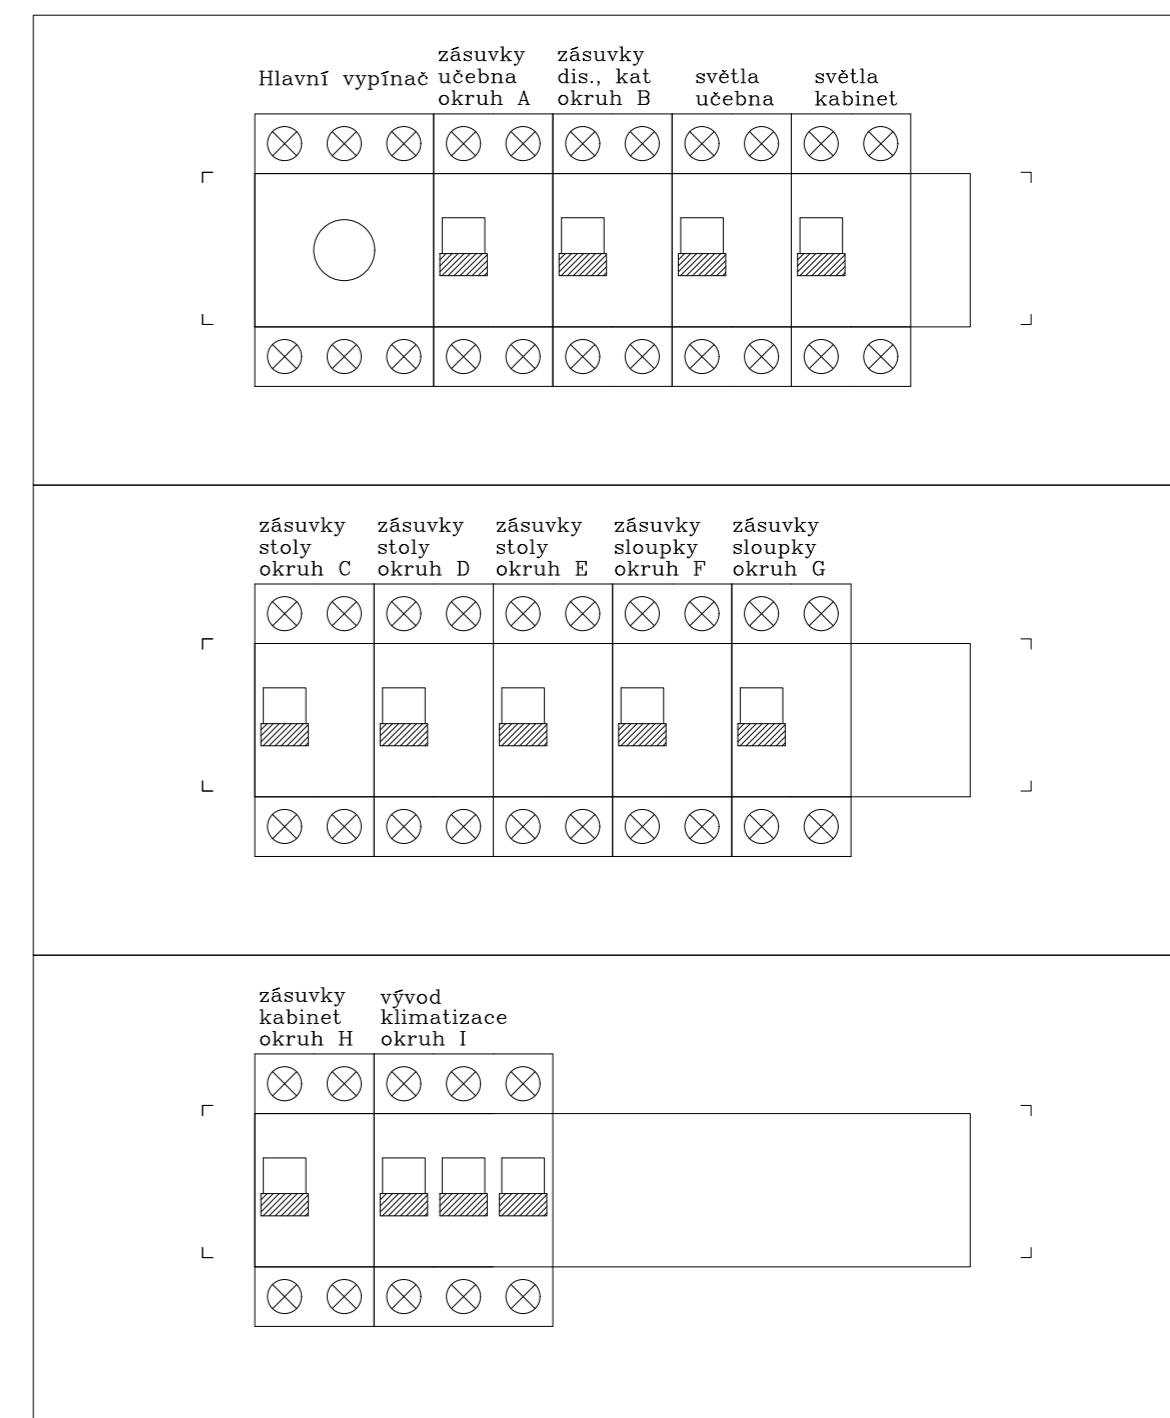 Hlavní vypínač
zásuvky
učebna
okruh A
zásuvky
dis., kat
okruh B
světla
učebna
světla
kabinet
zásuvky
stoly
okruh C
zásuvky
stoly
okruh D
zásuvky
stoly
okruh E
zásuvky
sloupky
okruh F
zásuvky
sloupky
okruh G
zásuvky
kabinet
okruh H
vývod
klimatizace
okruh I